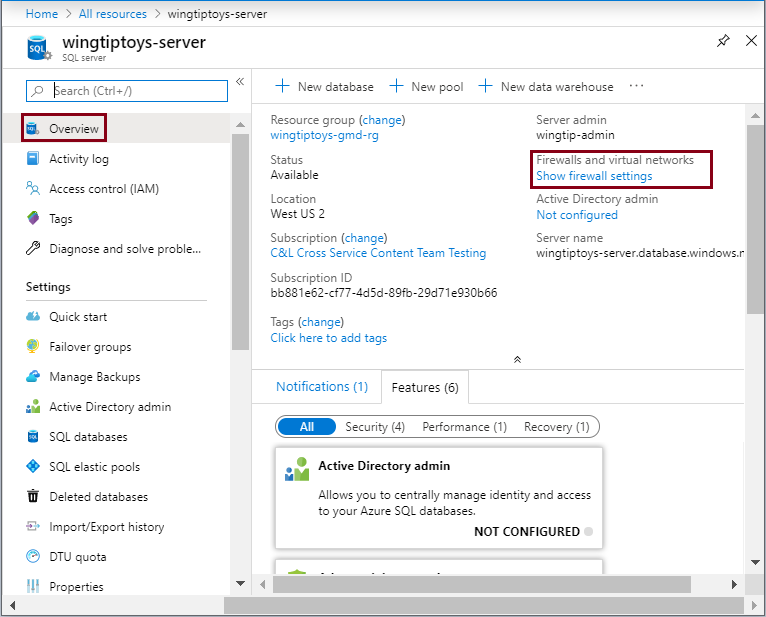 Home > All resources > wingtiptoys-server
wingtiptoys-server
SQL server
Search (Ctrl+/)
Overview
Activity log
Access control (IAM)
Tags
Diagnose and solve proble...
Settings
Quick start
Failover groups
Manage Backups
Active Directory admin
SQL databases
SQL elastic pools
Deleted databases
Import/Export history
DTU quota
Properties
New database
New pool
New data warehouse
Resource group (change)
wingtiptoys-gmd-rg
Status
Available
Location
West US 2
Subscription (change)
C&L Cross Service Content Team Testing
Subscription ID
bb881e62-cf77-4d5d-89fb-29d71e930b66
Tags (change)
Click here to add tags
Server admin
wingtip-admin
Firewalls and virtual networks
Show firewall settings
Active Directory admin
Not configured
Server name
wingtiptoys-server.database.windows.n
Notifications (1)
Features (6)
All
Security (4)
Performance (1)
Recovery (1)
Active Directory admin
Allows you to centrally manage identity and access
to your Azure SQL databases.
NOT CONFIGURED